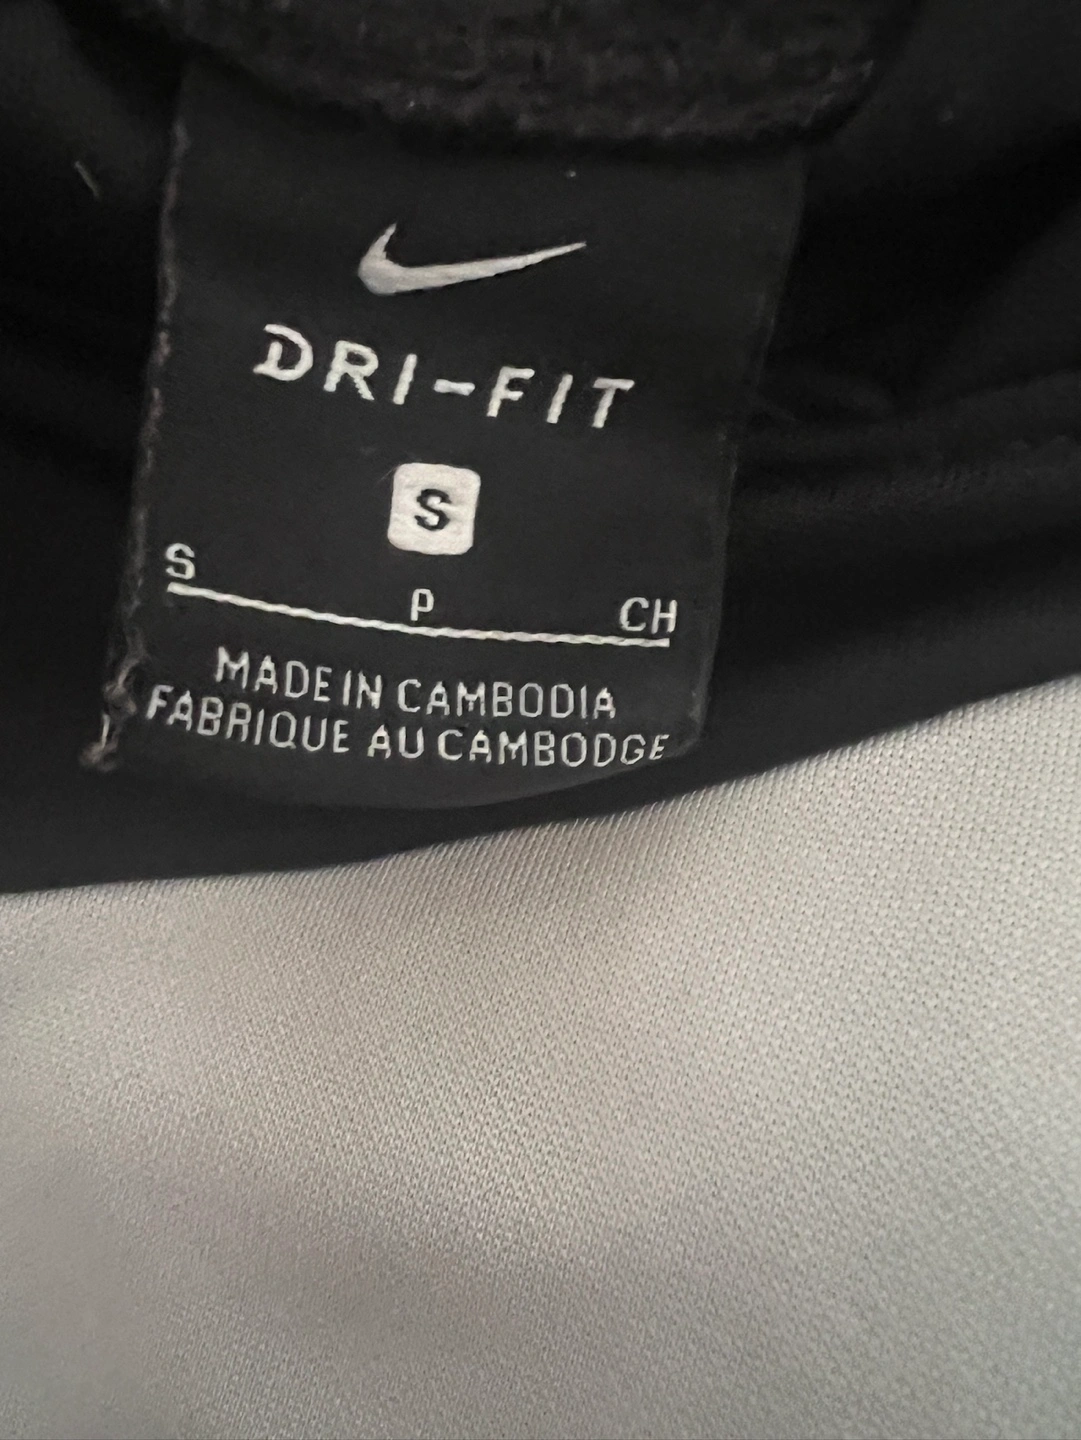 DRI-FIT
S
S P CH
MADE IN CAMBODIA
FABRIQUE AU CAMBODGE